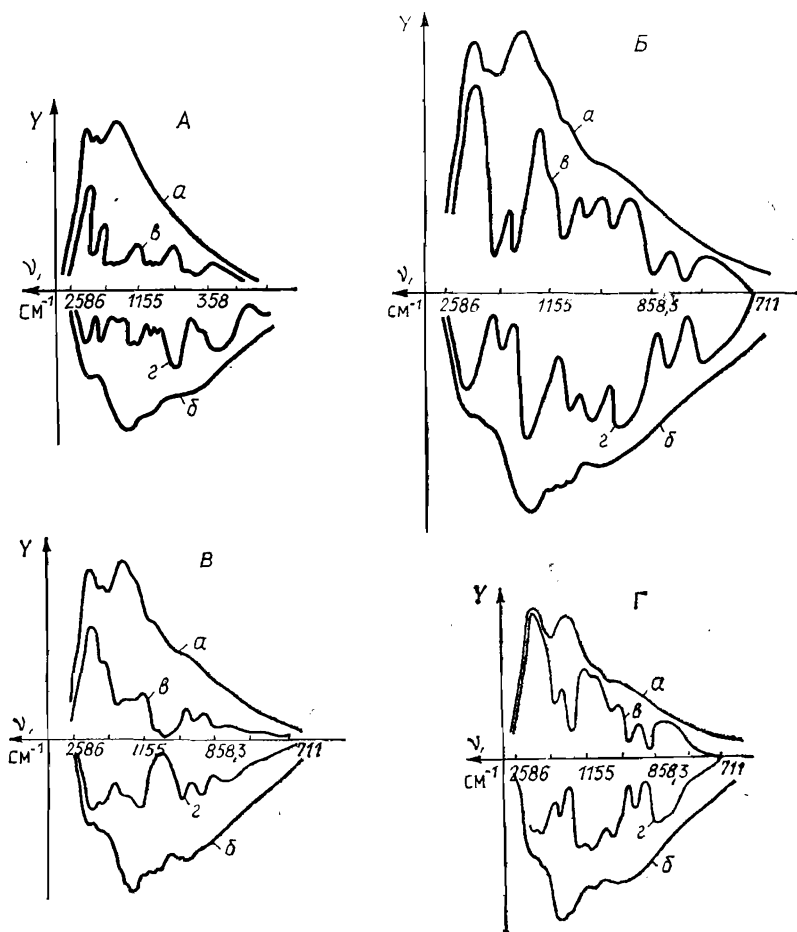 Y А
а
в
ν,
см⁻¹
2586 1155 358
г
б
Y Б
а
в
ν,
см⁻¹
2586 1155 858,3 711
г
б
Y В
а
в
ν,
см⁻¹
2586 1155 858,3 711
г
б
Y Г
а
в
ν,
см⁻¹
2586 1155 858,3 711
г
б